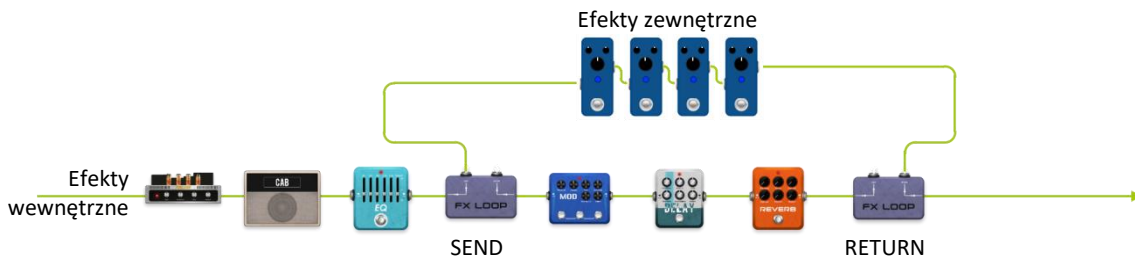 Efekty zewnętrzne
Efekty
wewnętrzne
CAB
EQ
FX LOOP
MOD
DELAY
REVERB
FX LOOP
SEND
RETURN